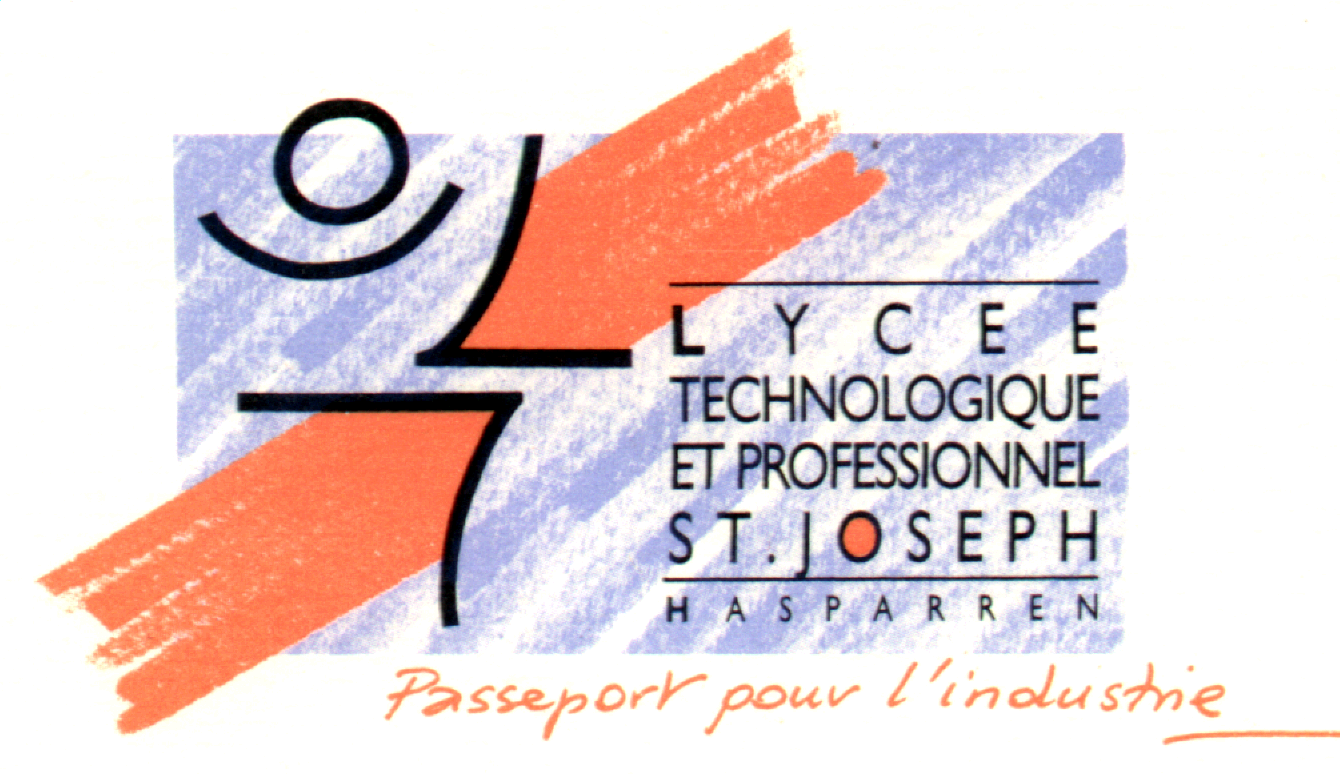 LYCEE
TECHNOLOGIQUE
ET PROFESSIONNEL
ST. JOSEPH
HASPARREN
Passeport pour l'industrie